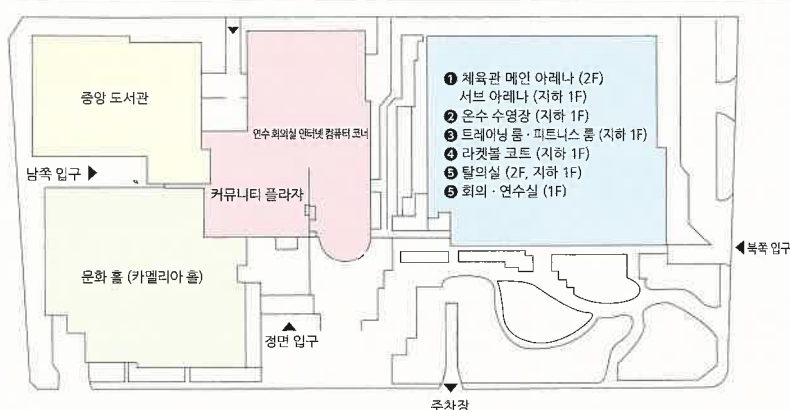 중앙 도서관
연수 회의실 인터넷 컴퓨터 코너
❶ 체육관 메인 아레나 (2F)
서브 아레나 (지하 1F)
❷ 온수 수영장 (지하 1F)
❸ 트레이닝 룸 · 피트니스 룸 (지하 1F)
❹ 라켓볼 코트 (지하 1F)
❺ 탈의실 (2F, 지하 1F)
❺ 회의 · 연수실 (1F)
남쪽 입구 ▶
커뮤니티 플라자
문화 홀 (카멜리아 홀)
◀북쪽 입구
정면 입구
주차장